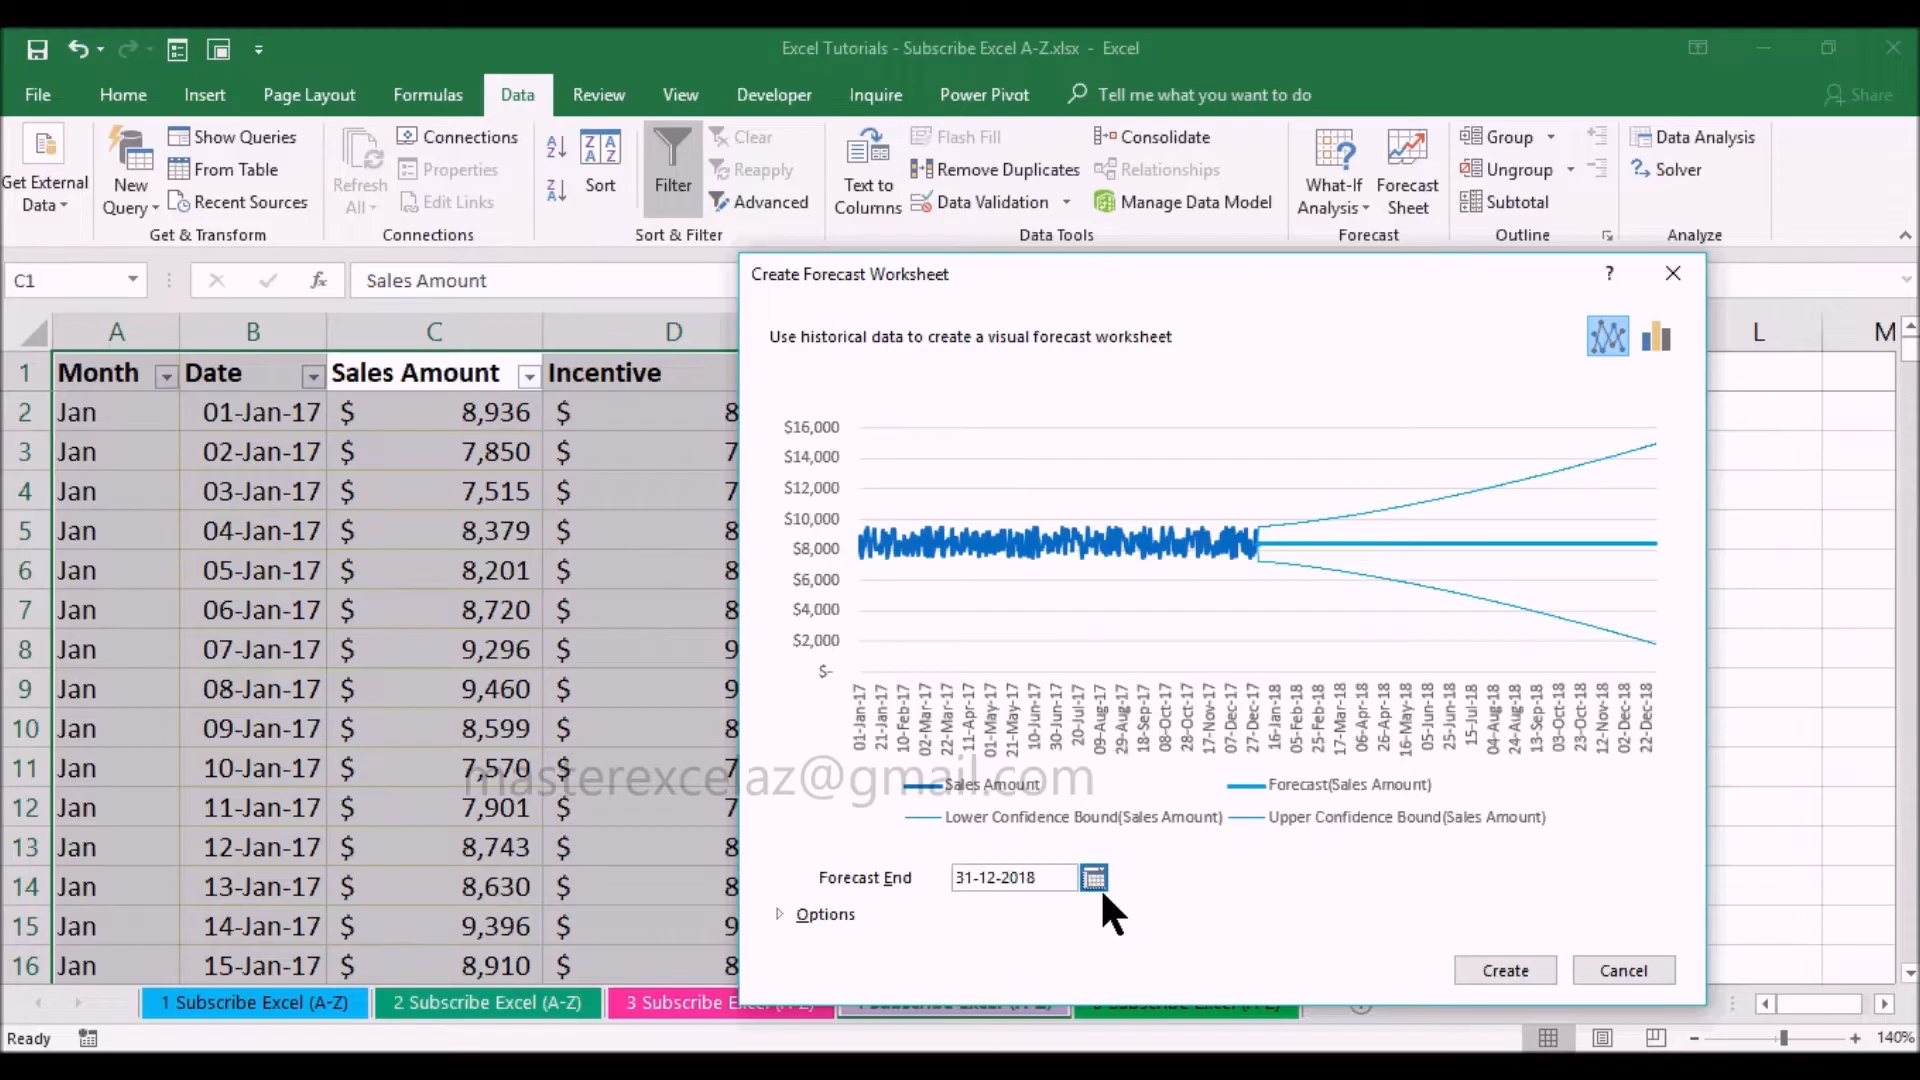 Excel Tutorials - Subscribe Excel A-Z.xlsx - Excel
File Home Insert Page Layout Formulas Data Review View Developer Inquire Power Pivot Tell me what you want to do Share
Get External Data
New Query
Show Queries
From Table
Recent Sources
Get & Transform
Refresh All
Connections
Properties
Edit Links
Connections
Sort
Filter
Clear
Reapply
Advanced
Sort & Filter
Text to Columns
Flash Fill
Remove Duplicates
Data Validation
Consolidate
Relationships
Manage Data Model
Data Tools
What-If Analysis
Forecast Sheet
Forecast
Group
Ungroup
Subtotal
Outline
Data Analysis
Solver
Analyze
C1 fx Sales Amount
A B C D L M
1 Month Date Sales Amount Incentive
2 Jan 01-Jan-17 $ 8,936 $ 8
3 Jan 02-Jan-17 $ 7,850 $ 7
4 Jan 03-Jan-17 $ 7,515 $ 7
5 Jan 04-Jan-17 $ 8,379 $ 8
6 Jan 05-Jan-17 $ 8,201 $ 8
7 Jan 06-Jan-17 $ 8,720 $ 8
8 Jan 07-Jan-17 $ 9,296 $ 9
9 Jan 08-Jan-17 $ 9,460 $ 9
10 Jan 09-Jan-17 $ 8,599 $ 8
11 Jan 10-Jan-17 $ 7,570 $ 7
12 Jan 11-Jan-17 $ 7,901 $ 7
13 Jan 12-Jan-17 $ 8,743 $ 8
14 Jan 13-Jan-17 $ 8,630 $ 8
15 Jan 14-Jan-17 $ 9,396 $ 9
16 Jan 15-Jan-17 $ 8,910 $ 8
Create Forecast Worksheet ?
Use historical data to create a visual forecast worksheet
$16,000
$14,000
$12,000
$10,000
$8,000
$6,000
$4,000
$2,000
$-
01-Jan-17
21-Jan-17
10-Feb-17
02-Mar-17
22-Mar-17
11-Apr-17
01-May-17
21-May-17
10-Jun-17
30-Jun-17
20-Jul-17
09-Aug-17
29-Aug-17
18-Sep-17
08-Oct-17
28-Oct-17
17-Nov-17
07-Dec-17
27-Dec-17
16-Jan-18
05-Feb-18
25-Feb-18
17-Mar-18
06-Apr-18
26-Apr-18
16-May-18
05-Jun-18
25-Jun-18
15-Jul-18
04-Aug-18
24-Aug-18
13-Sep-18
03-Oct-18
23-Oct-18
12-Nov-18
02-Dec-18
22-Dec-18
masterexcelaz@gmail.com
Sales Amount Forecast(Sales Amount)
Lower Confidence Bound(Sales Amount) Upper Confidence Bound(Sales Amount)
Forecast End 31-12-2018
Options
Create Cancel
1 Subscribe Excel (A-Z) 2 Subscribe Excel (A-Z) 3 Subscribe
Ready 140%